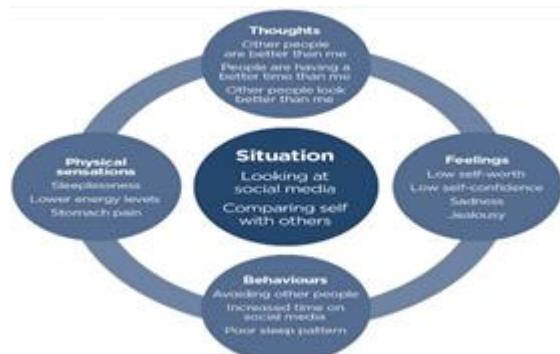 Thoughts
Other people
are better than me
People are having a
better time than me
Other people look
better than me
Physical
sensations
Sleeplessness
Lower energy levels
Stomach pain
Situation
Looking at
social media
Comparing self
with others
Feelings
Low self-worth
Low self-confidence
Sadness
Jealousy
Behaviours
Avoiding other people
Increased time on
social media
Poor sleep pattern